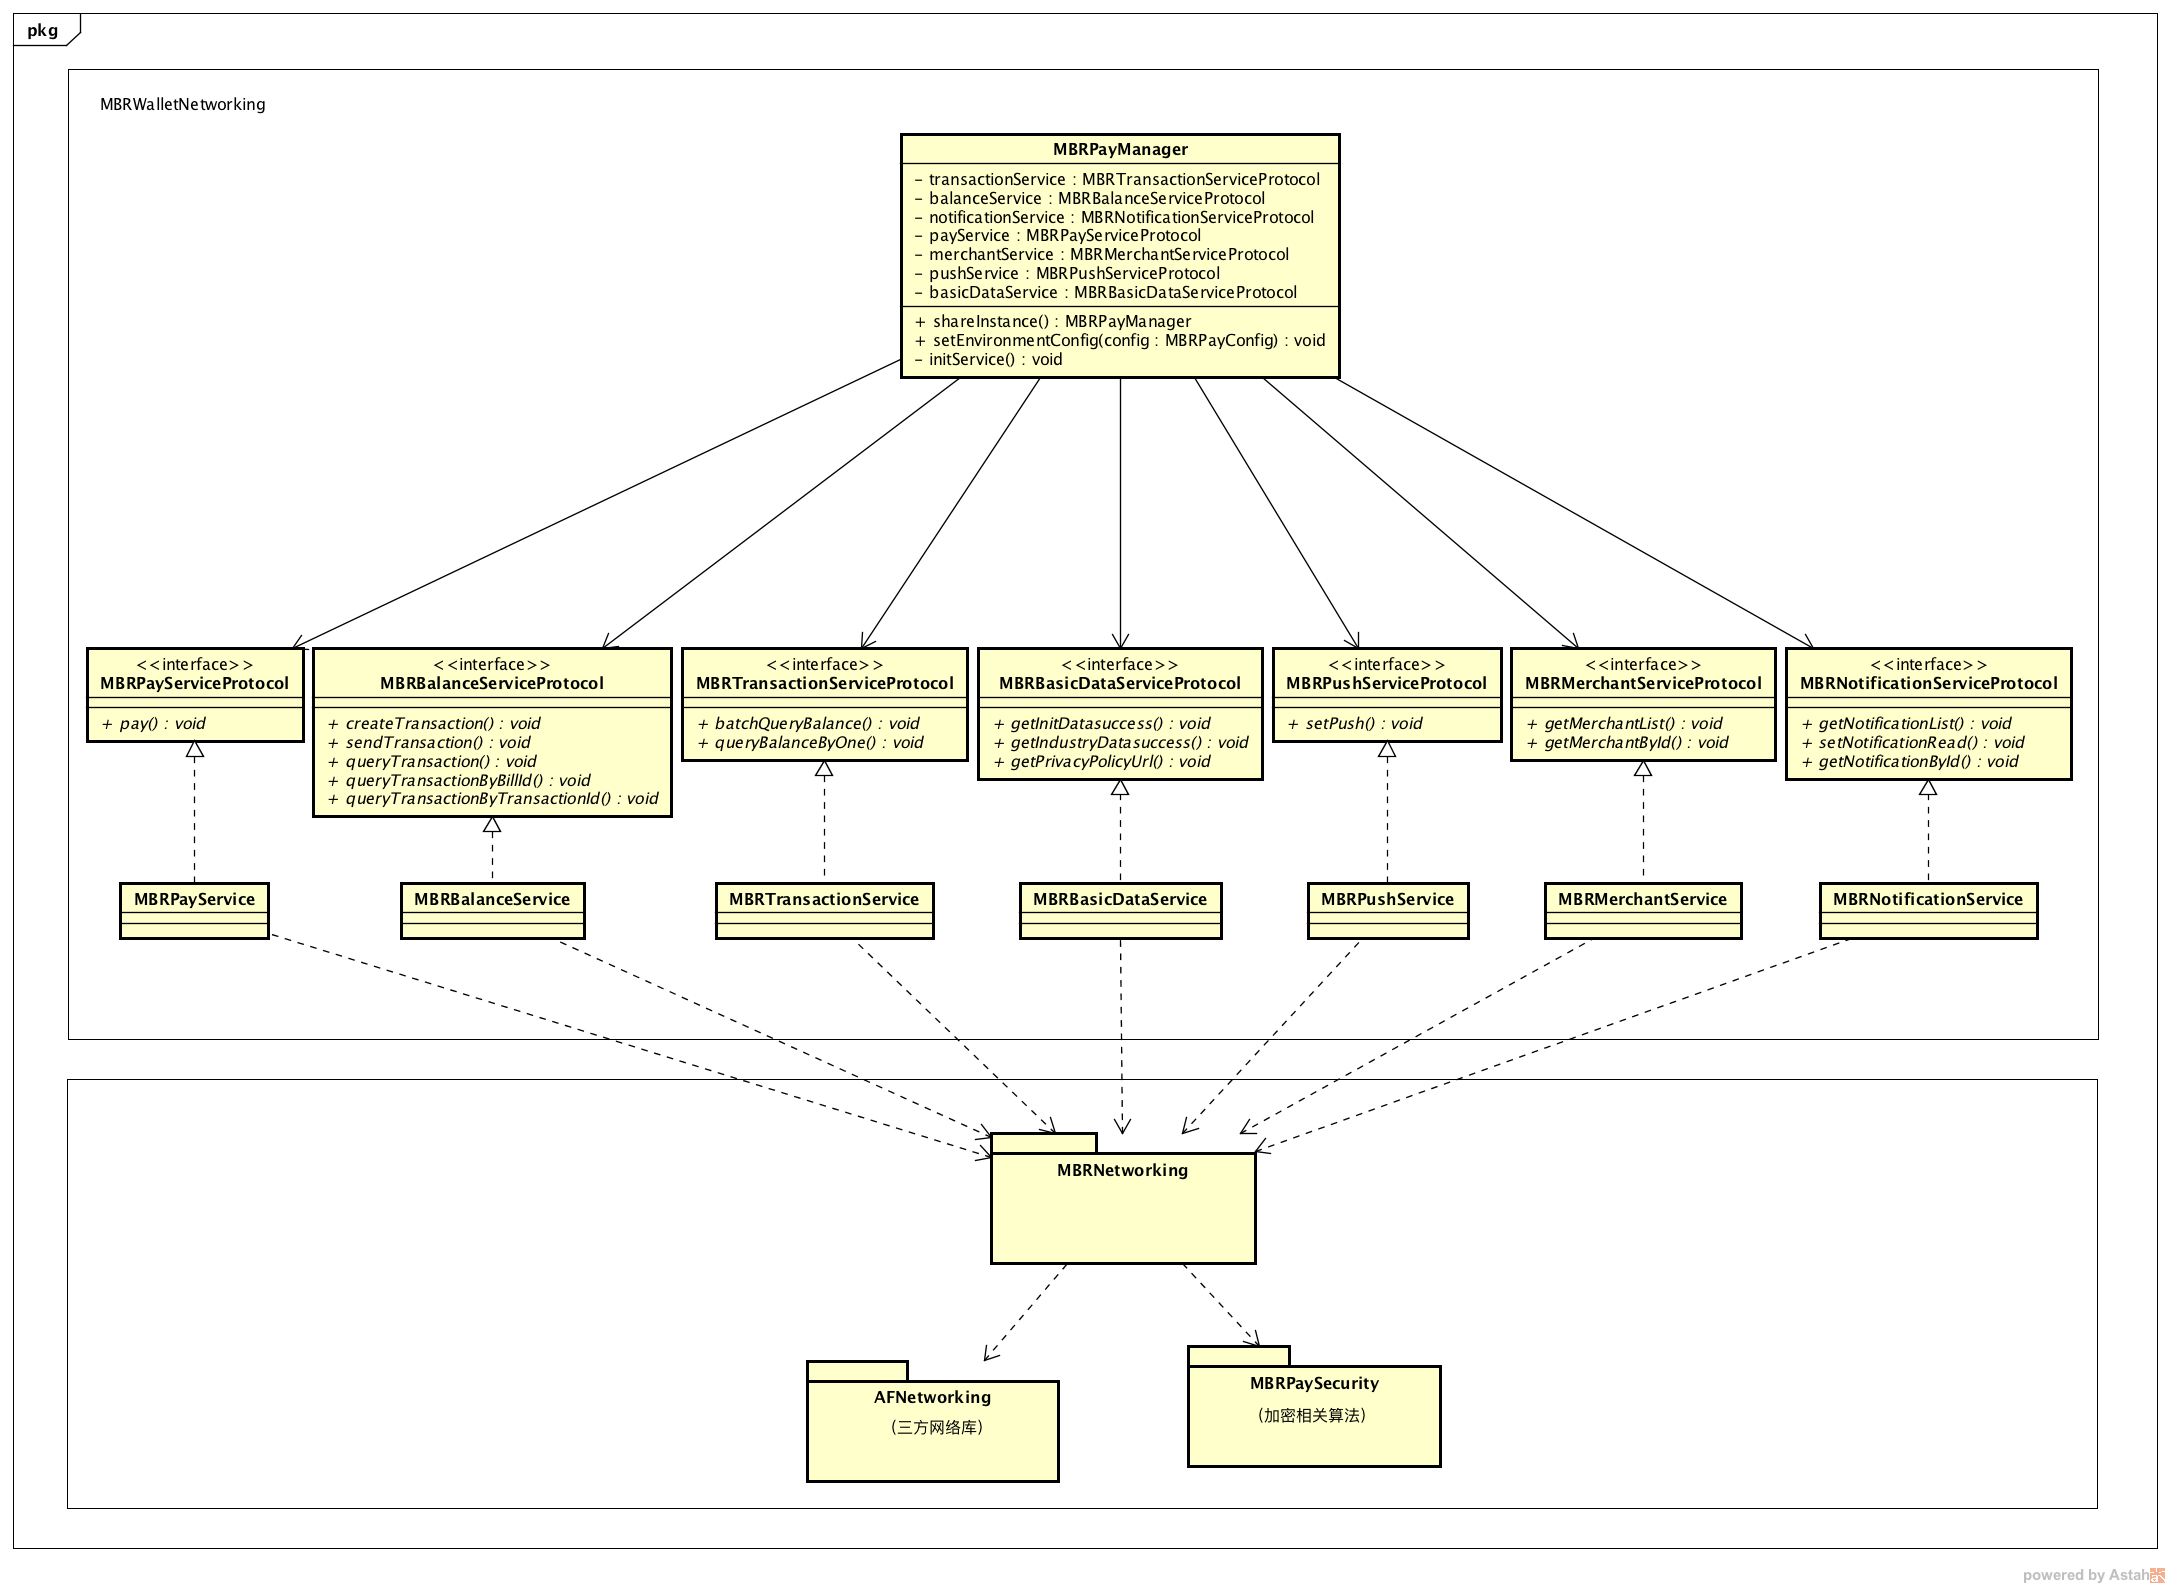 pkg
MBRWalletNetworking
MBRPayManager
– transactionService : MBRTransactionServiceProtocol
– balanceService : MBRBalanceServiceProtocol
– notificationService : MBRNotificationServiceProtocol
– payService : MBRPayServiceProtocol
– merchantService : MBRMerchantServiceProtocol
– pushService : MBRPushServiceProtocol
– basicDataService : MBRBasicDataServiceProtocol
+ shareInstance() : MBRPayManager
+ setEnvironmentConfig(config : MBRPayConfig) : void
– initService() : void
<<interface>>
MBRPayServiceProtocol
+ pay() : void
<<interface>>
MBRBalanceServiceProtocol
+ createTransaction() : void
+ sendTransaction() : void
+ queryTransaction() : void
+ queryTransactionByBillId() : void
+ queryTransactionByTransactionId() : void
<<interface>>
MBRTransactionServiceProtocol
+ batchQueryBalance() : void
+ queryBalanceByOne() : void
<<interface>>
MBRBasicDataServiceProtocol
+ getInitDatasuccess() : void
+ getIndustryDatasuccess() : void
+ getPrivacyPolicyUrl() : void
<<interface>>
MBRPushServiceProtocol
+ setPush() : void
<<interface>>
MBRMerchantServiceProtocol
+ getMerchantList() : void
+ getMerchantById() : void
<<interface>>
MBRNotificationServiceProtocol
+ getNotificationList() : void
+ setNotificationRead() : void
+ getNotificationById() : void
MBRPayService
MBRBalanceService
MBRTransactionService
MBRBasicDataService
MBRPushService
MBRMerchantService
MBRNotificationService
MBRNetworking
AFNetworking
（三方网络库）
MBRPaySecurity
（加密相关算法）
powered by Astah